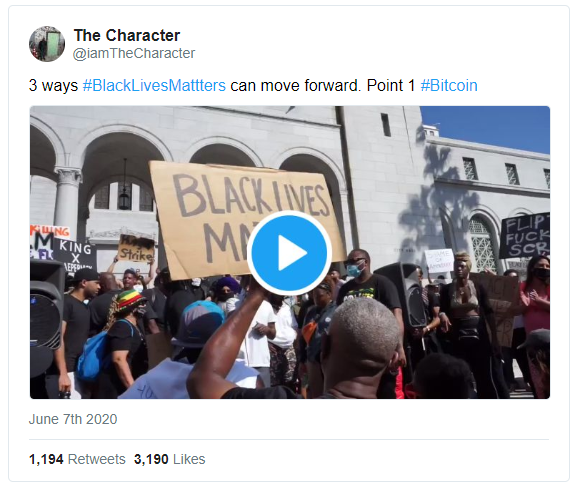 The Character
@iamTheCharacter
3 ways #BlackLivesMattters can move forward. Point 1 #Bitcoin
BLACK LIVES
MA
KING
X
Strike
FLIP
FUCK
SCR
June 7th 2020
1,194 Retweets 3,190 Likes